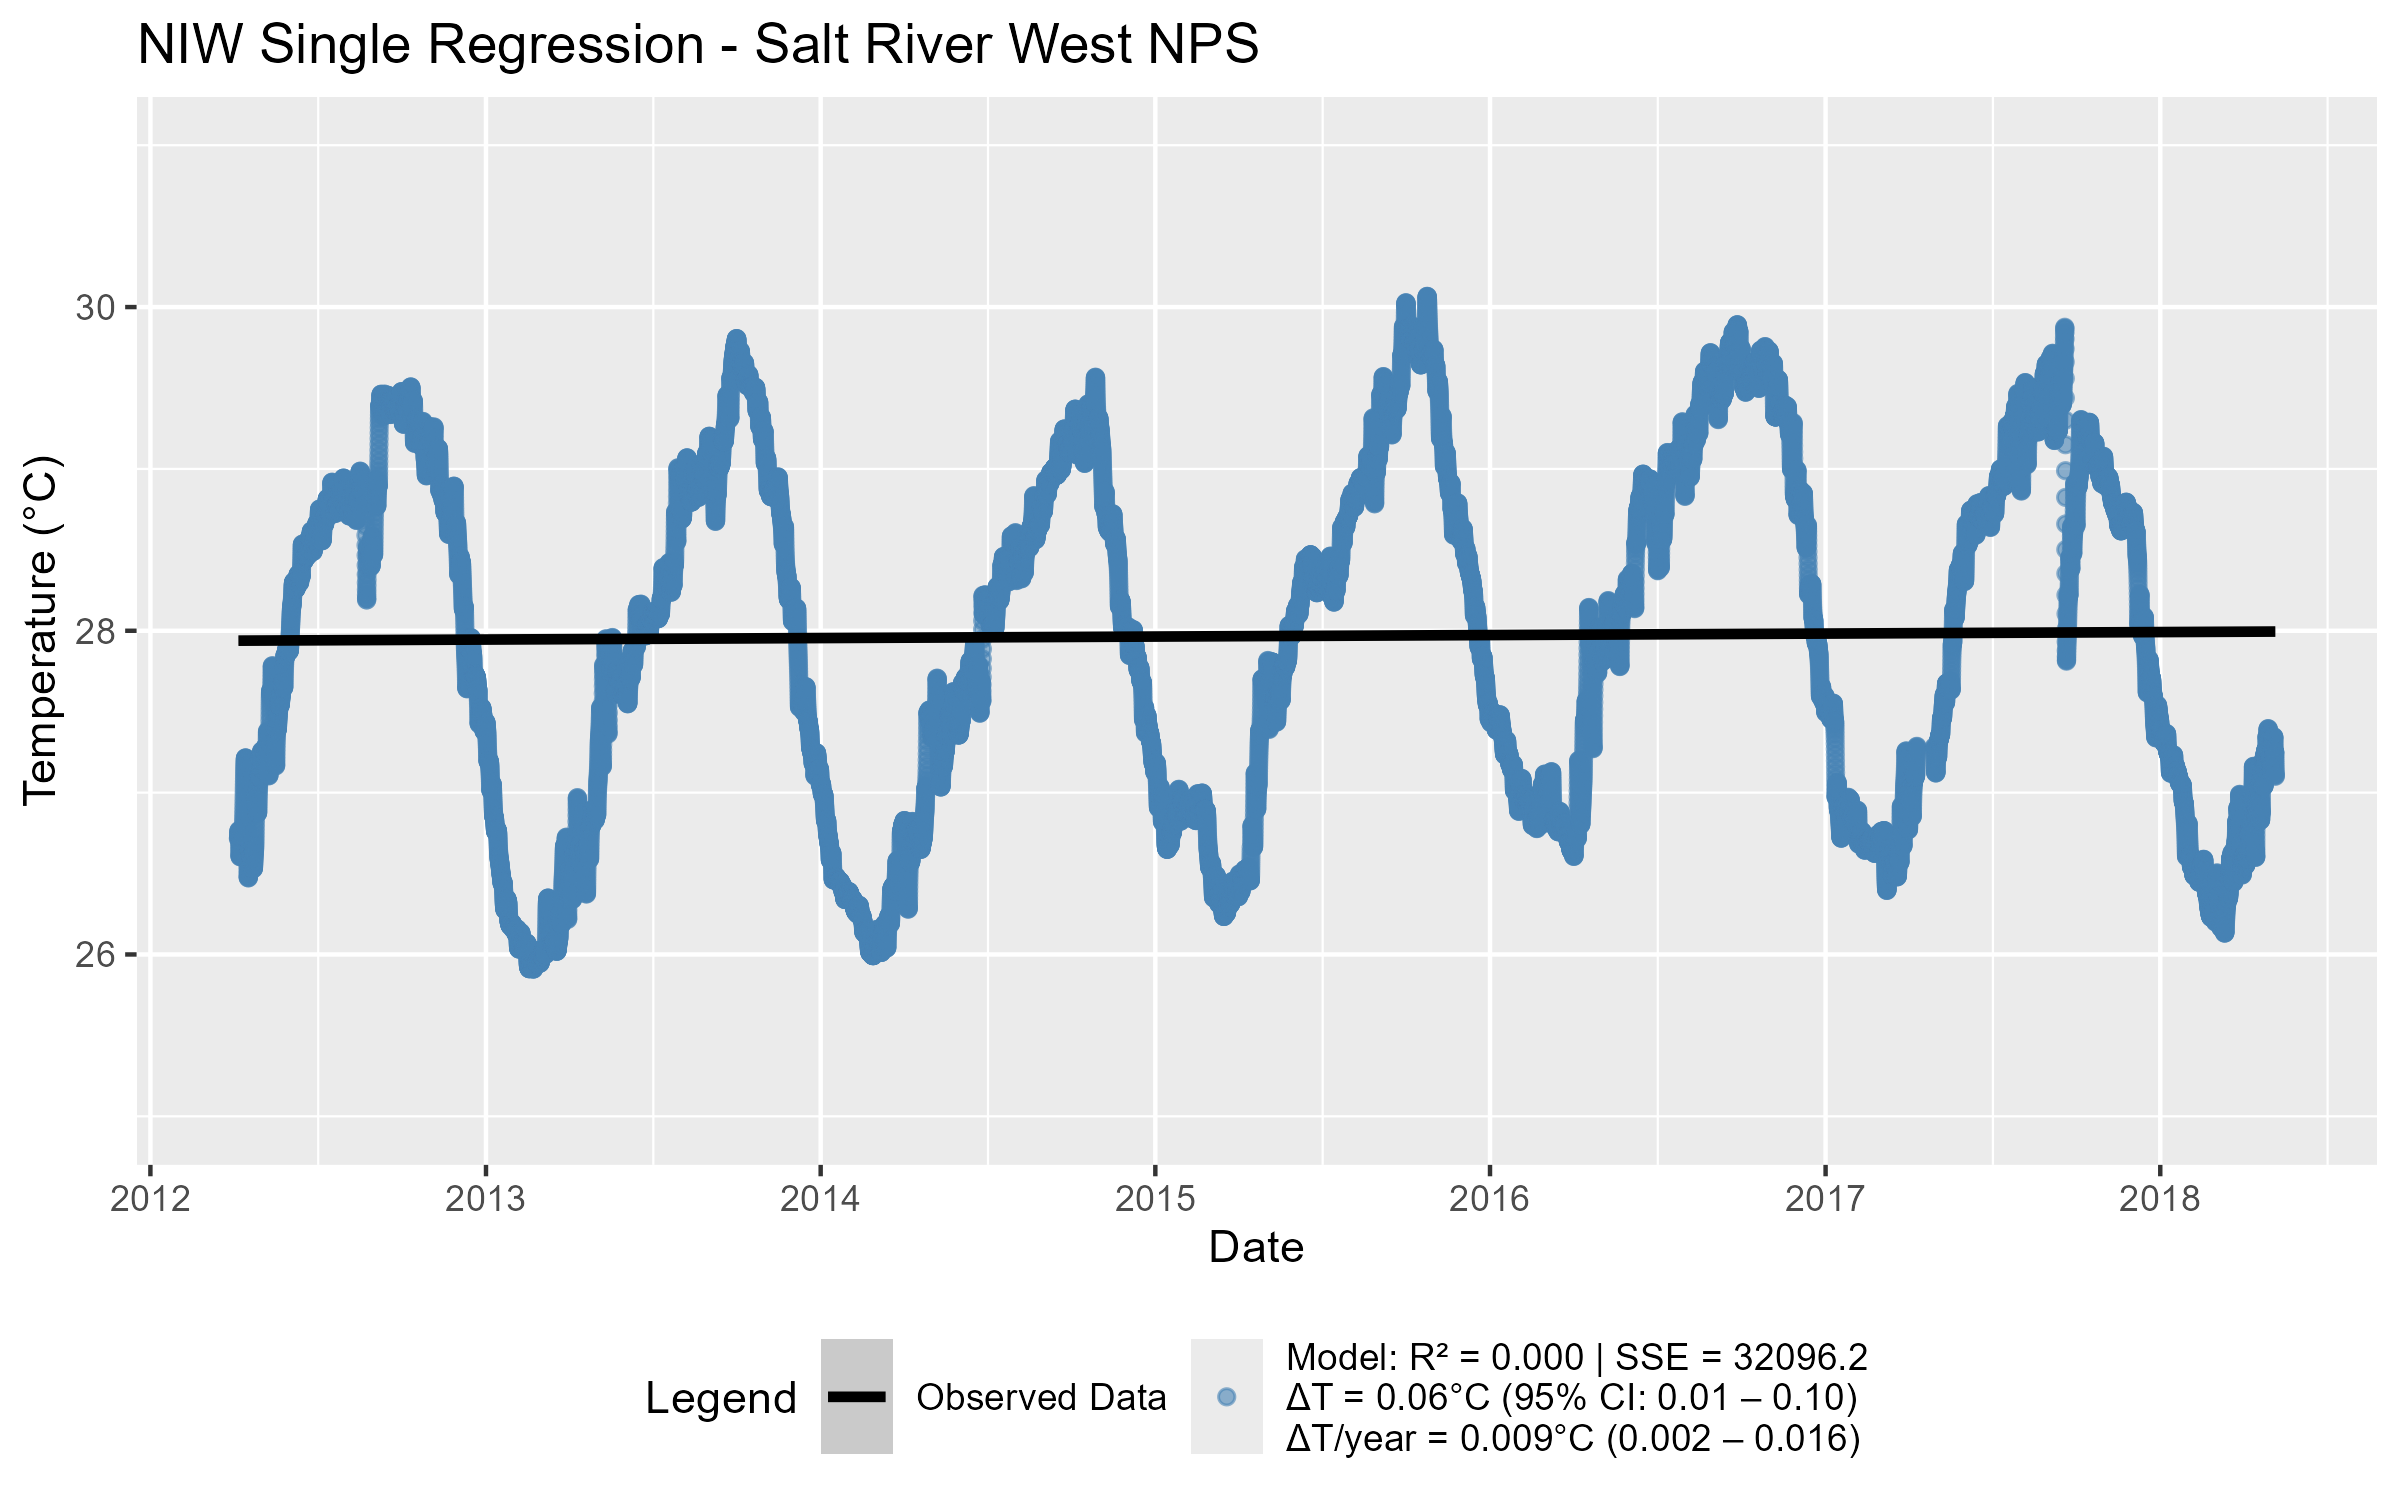 NIW Single Regression - Salt River West NPS
Temperature (°C)
30
28
26
2012 2013 2014 2015 2016 2017 2018
Date
Legend
Observed Data
Model: R² = 0.000 | SSE = 32096.2
ΔT = 0.06°C (95% CI: 0.01 – 0.10)
ΔT/year = 0.009°C (0.002 – 0.016)